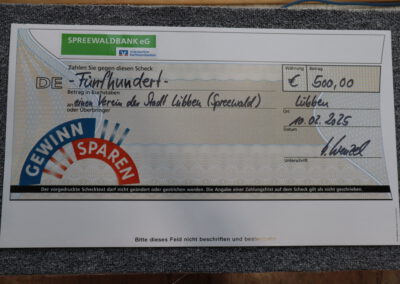 SPREEWALDBANK eG
Volksbanken
Raiffeisenbanken
Zahlen Sie gegen diesen Scheck
Währung
Betrag
DE
-Fünfhundert-
€
500,00
Betrag in Buchstaben
an einen Verein der Stadt Lübben (Spreewald)
Lübben
oder Überbringer
Ort
10.02.2025
Datum
Unterschrift
GEWINN
SPAREN
Der vorgedruckte Schecktext darf nicht geändert oder gestrichen werden. Die Angabe einer Zahlungsfrist auf dem Scheck gilt als nicht geschrieben.
Bitte dieses Feld nicht beschriften und bestempeln